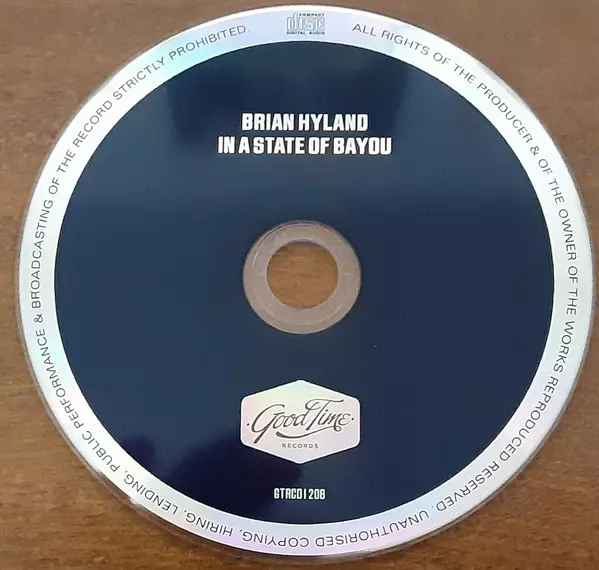 COMPACT
disc
DIGITAL AUDIO
ALL RIGHTS OF THE PRODUCER & OF THE OWNER OF THE WORKS REPRODUCED RESERVED. UNAUTHORISED COPYING, HIRING, LENDING, PUBLIC PERFORMANCE & BROADCASTING OF THE RECORD STRICTLY PROHIBITED.
BRIAN HYLAND
IN A STATE OF BAYOU
Good Time
RECORDS
GTRCD1208